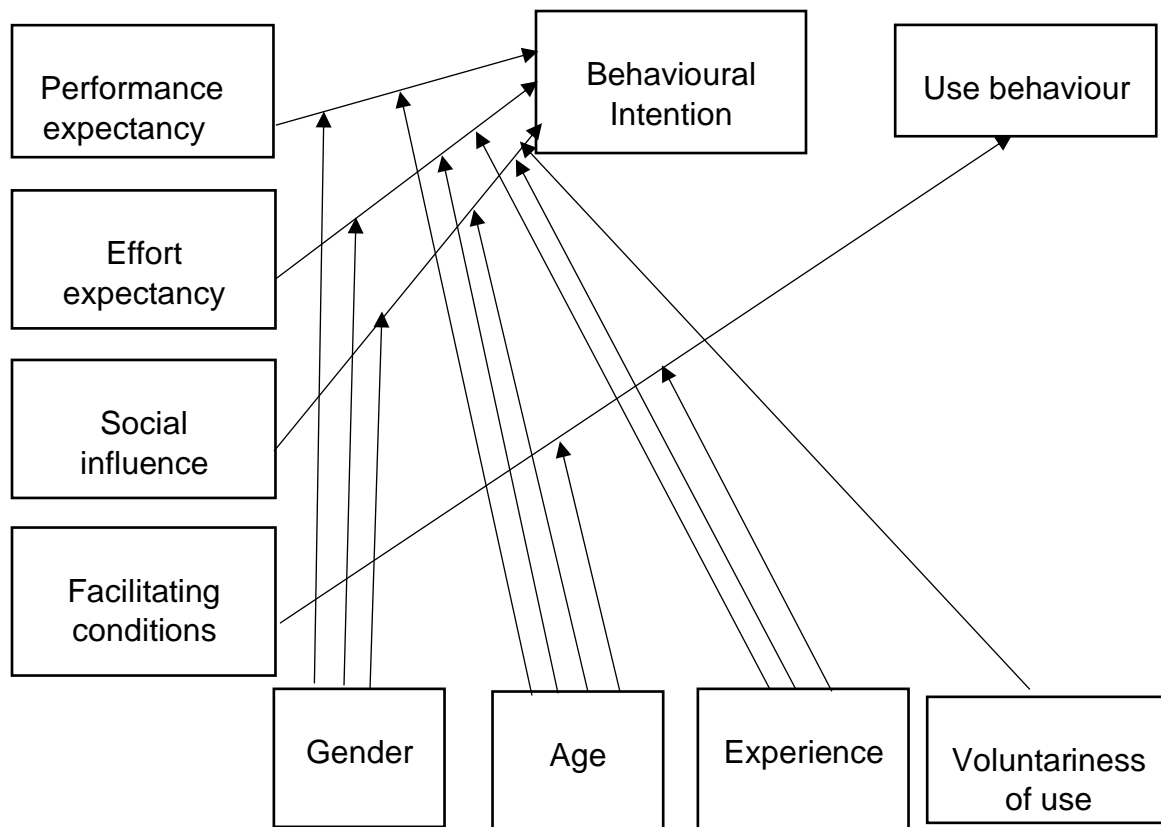 Performance
expectancy
Behavioural
Intention
Use behaviour
Effort
expectancy
Social
influence
Facilitating
conditions
Gender
Age
Experience
Voluntariness
of use